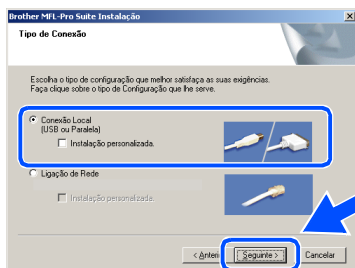 Brother MFL-Pro Suite Instalação
Tipo de Conexão
Escolha o tipo de configuração que melhor satisfaça as suas exigências.
Faça clique sobre o tipo de Configuração que lhe serve.
Conexão Local
(USB ou Paralela)
Instalação personalizada.
Ligação de Rede
Instalação personalizada.
< Anteri Seguinte > Cancelar